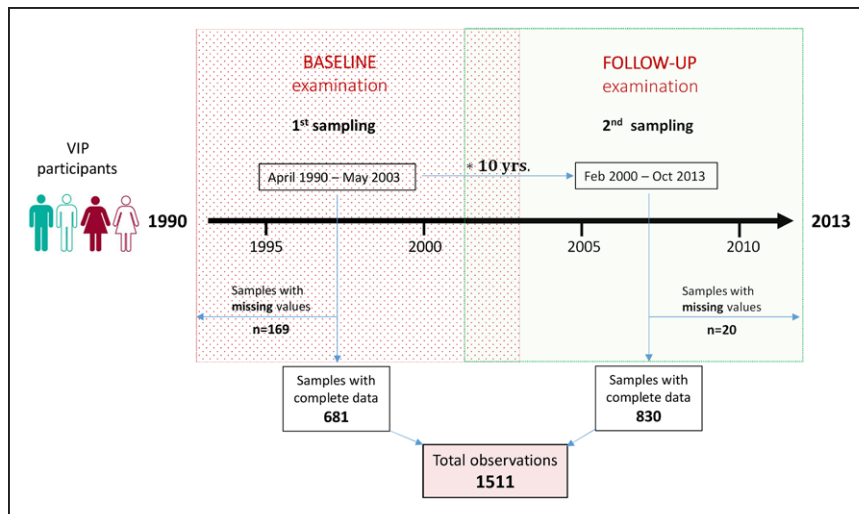 BASELINE
examination
1st sampling
FOLLOW-UP
examination
2nd sampling
VIP
participants
April 1990 – May 2003
* 10 yrs.
Feb 2000 – Oct 2013
1990
2013
1995
2000
2005
2010
Samples with
missing values
n=169
Samples with
missing values
n=20
Samples with
complete data
681
Samples with
complete data
830
Total observations
1511